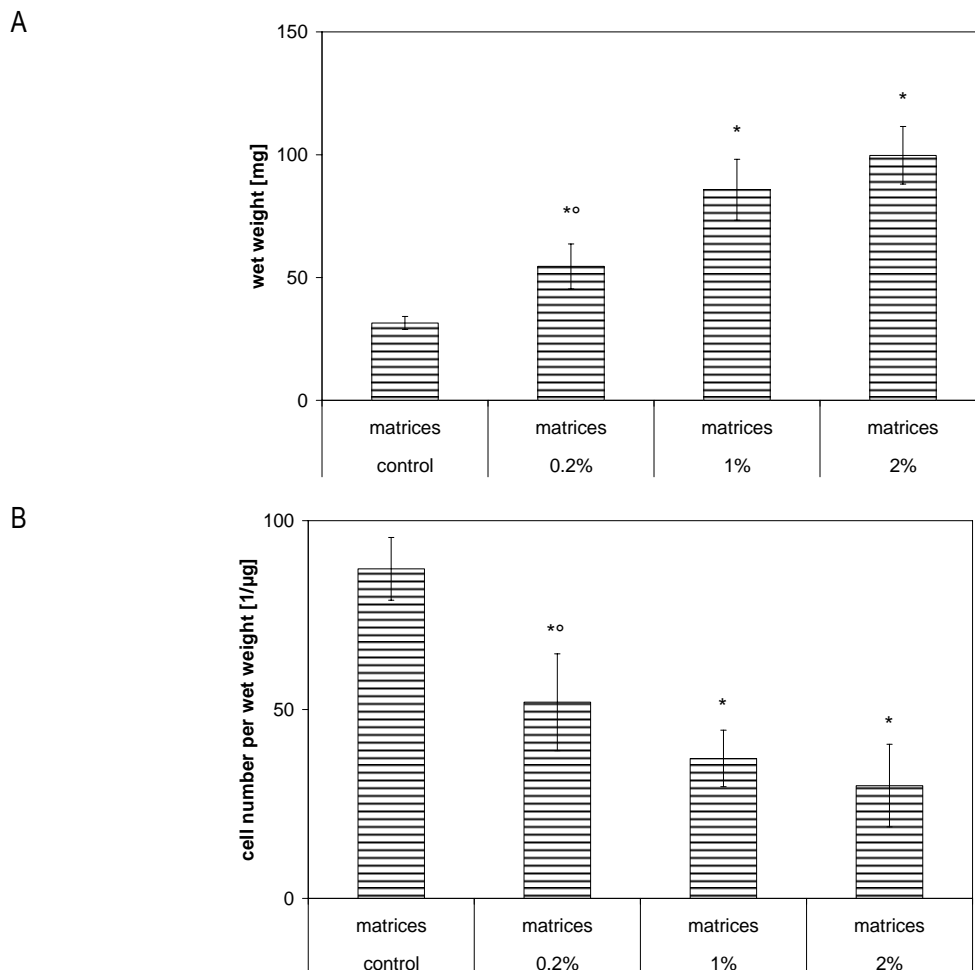 A
150
100
50
0
wet weight [mg]
*
*
*°
matrices matrices matrices matrices
control 0.2% 1% 2%
B
100
50
0
cell number per wet weight [1/µg]
*°
*
*
matrices matrices matrices matrices
control 0.2% 1% 2%